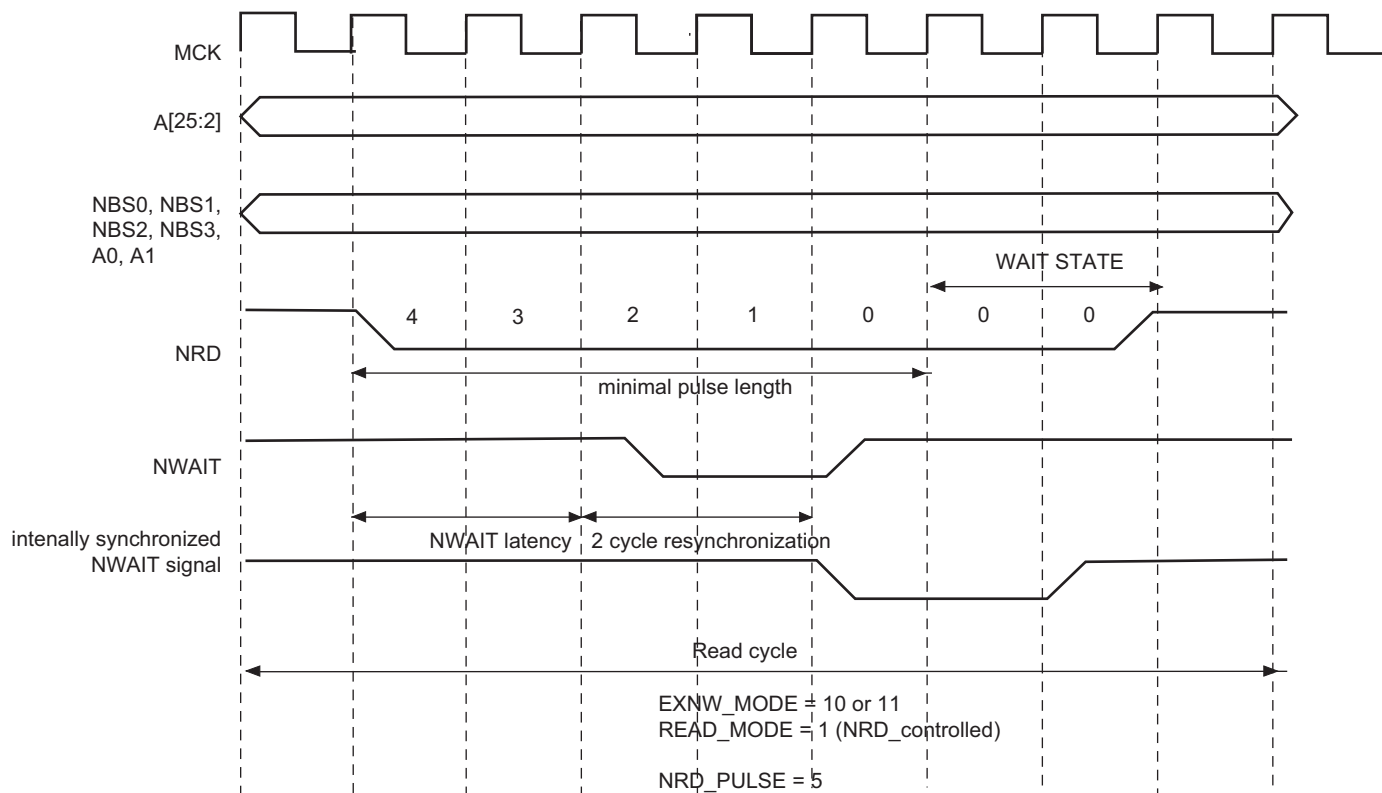 MCK
A[25:2]
NBS0, NBS1,
NBS2, NBS3,
A0, A1
WAIT STATE
4 3 2 1 0 0 0
NRD
minimal pulse length
NWAIT
intenally synchronized
NWAIT signal
NWAIT latency 2 cycle resynchronization
Read cycle
EXNW_MODE = 10 or 11
READ_MODE = 1 (NRD_controlled)
NRD_PULSE = 5